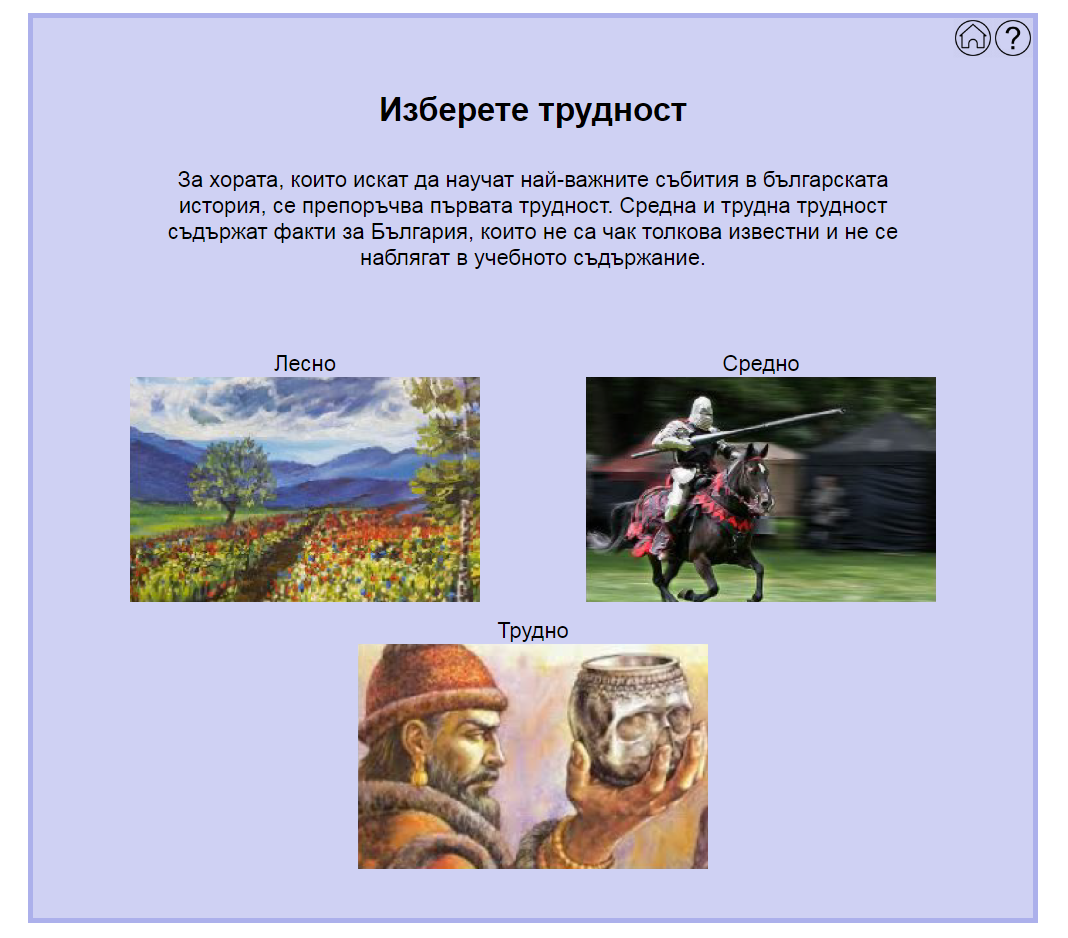 ?
Изберете трудност
За хората, които искат да научат най-важните събития в българската
история, се препоръчва първата трудност. Средна и трудна трудност
съдържат факти за България, които не са чак толкова известни и не се
наблягат в учебното съдържание.
Лесно
Средно
Трудно